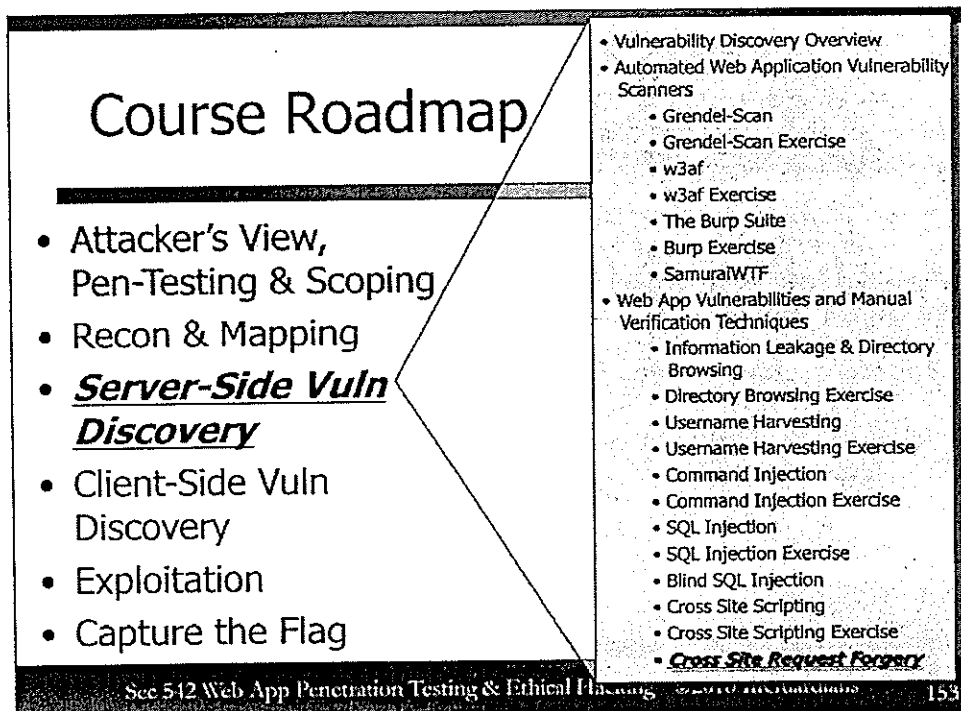 Course Roadmap
• Attacker's View,
Pen-Testing & Scoping
• Recon & Mapping
• Server-Side Vuln
Discovery
• Client-Side Vuln
Discovery
• Exploitation
• Capture the Flag
• Vulnerability Discovery Overview
• Automated Web Application Vulnerability
Scanners
• Grendel-Scan
• Grendel-Scan Exercise
• w3af
• w3af Exercise
• The Burp Suite
• Burp Exercise
• SamuraiWTF
• Web App Vulnerabilities and Manual
Verification Techniques
• Information Leakage & Directory
Browsing
• Directory Browsing Exercise
• Username Harvesting
• Username Harvesting Exercise
• Command Injection
• Command Injection Exercise
• SQL Injection
• SQL Injection Exercise
• Blind SQL Injection
• Cross Site Scripting
• Cross Site Scripting Exercise
• Cross Site Request Forgery
Sec 542 Web App Penetration Testing & Ethical Hacking ©2010 InGuardians 153